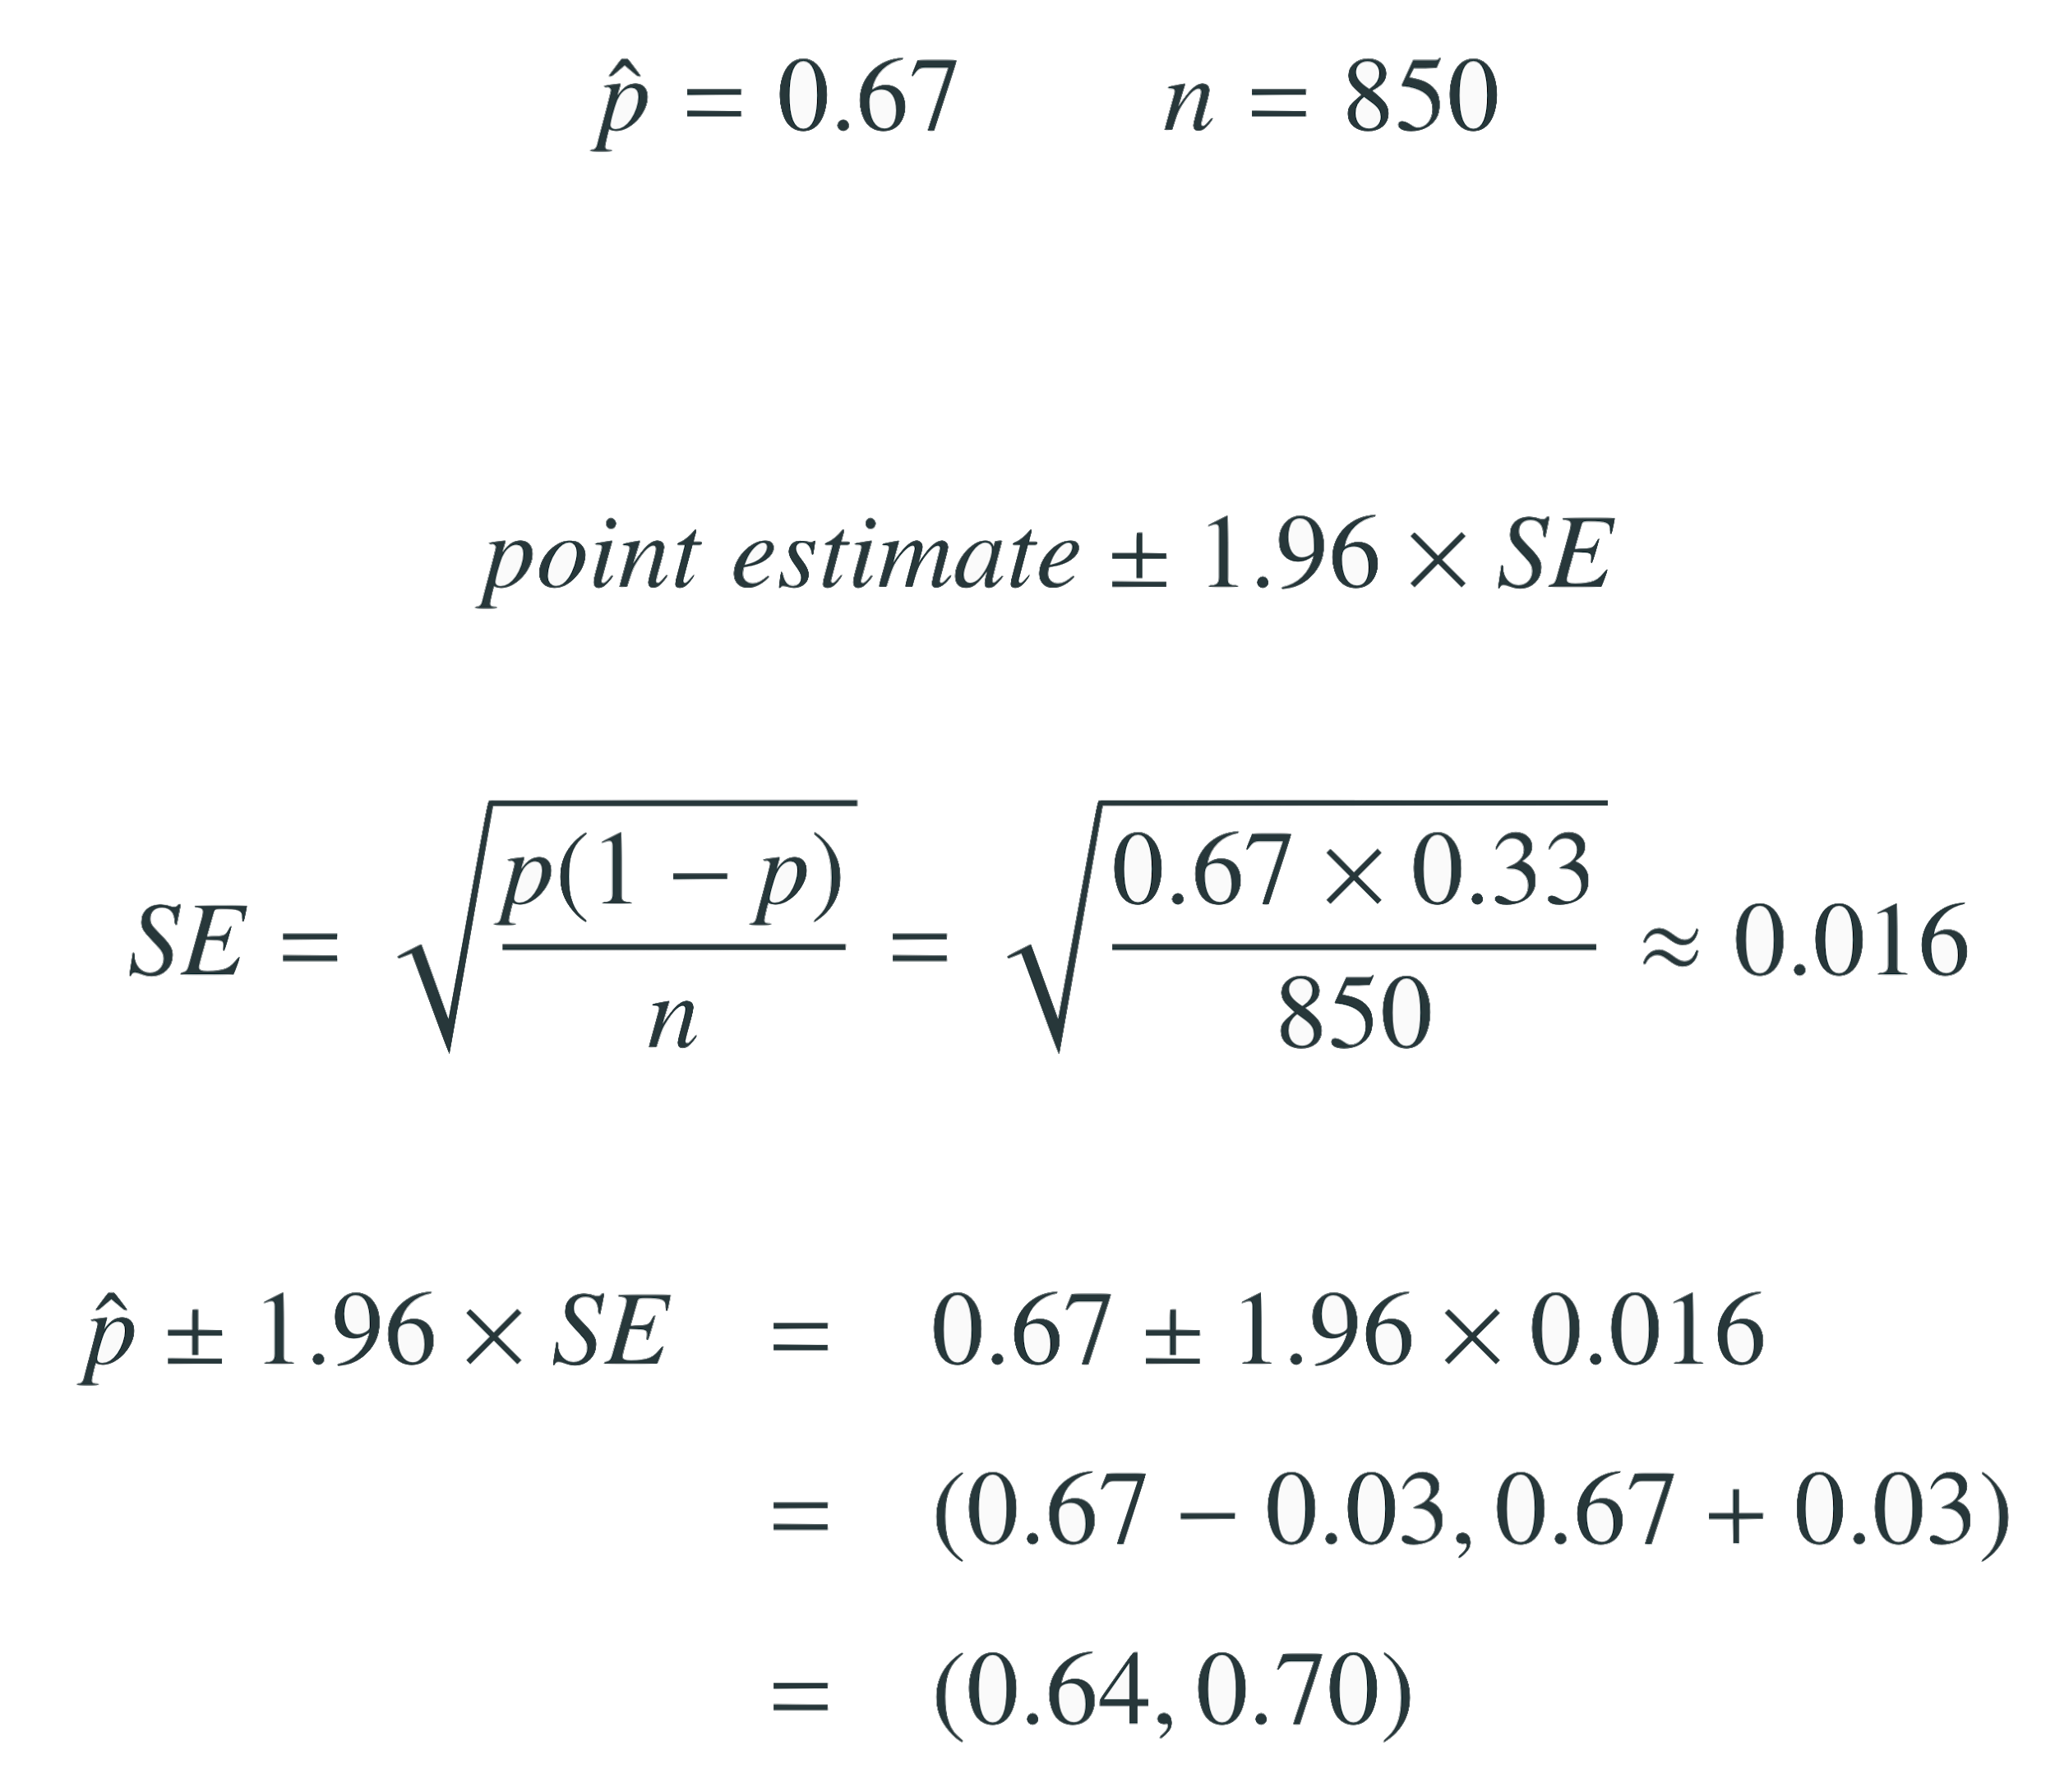 p̂ = 0.67 n = 850
point estimate ± 1.96 × SE
SE = √(p(1 − p)/n) = √(0.67 × 0.33/850) ≈ 0.016
p̂ ± 1.96 × SE = 0.67 ± 1.96 × 0.016
= (0.67 − 0.03, 0.67 + 0.03)
= (0.64, 0.70)